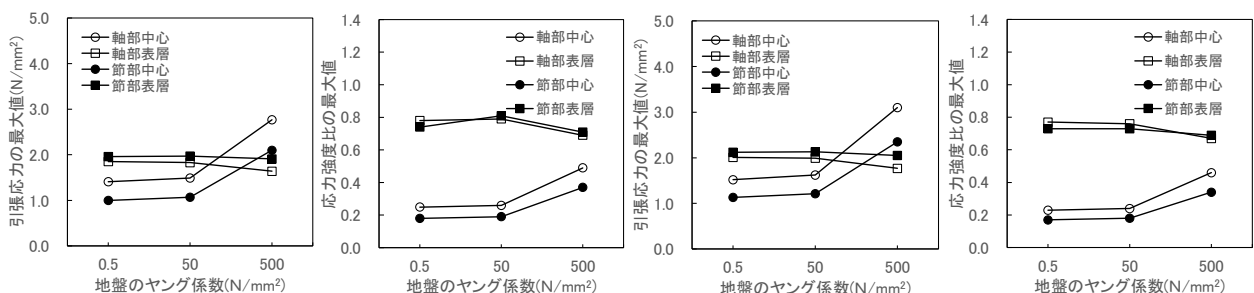 引張応力の最大値(N/mm²)
5.0
4.0
3.0
2.0
1.0
0.0
軸部中心
軸部表層
節部中心
節部表層
0.5 50 500
地盤のヤング係数(N/mm²)
応力強度比の最大値
1.4
1.2
1.0
0.8
0.6
0.4
0.2
0.0
軸部中心
軸部表層
節部中心
節部表層
0.5 50 500
地盤のヤング係数(N/mm²)
引張応力の最大値(N/mm²)
5.0
4.0
3.0
2.0
1.0
0.0
軸部中心
軸部表層
節部中心
節部表層
0.5 50 500
地盤のヤング係数(N/mm²)
応力強度比の最大値
1.4
1.2
1.0
0.8
0.6
0.4
0.2
0.0
軸部中心
軸部表層
節部中心
節部表層
0.5 50 500
地盤のヤング係数(N/mm²)